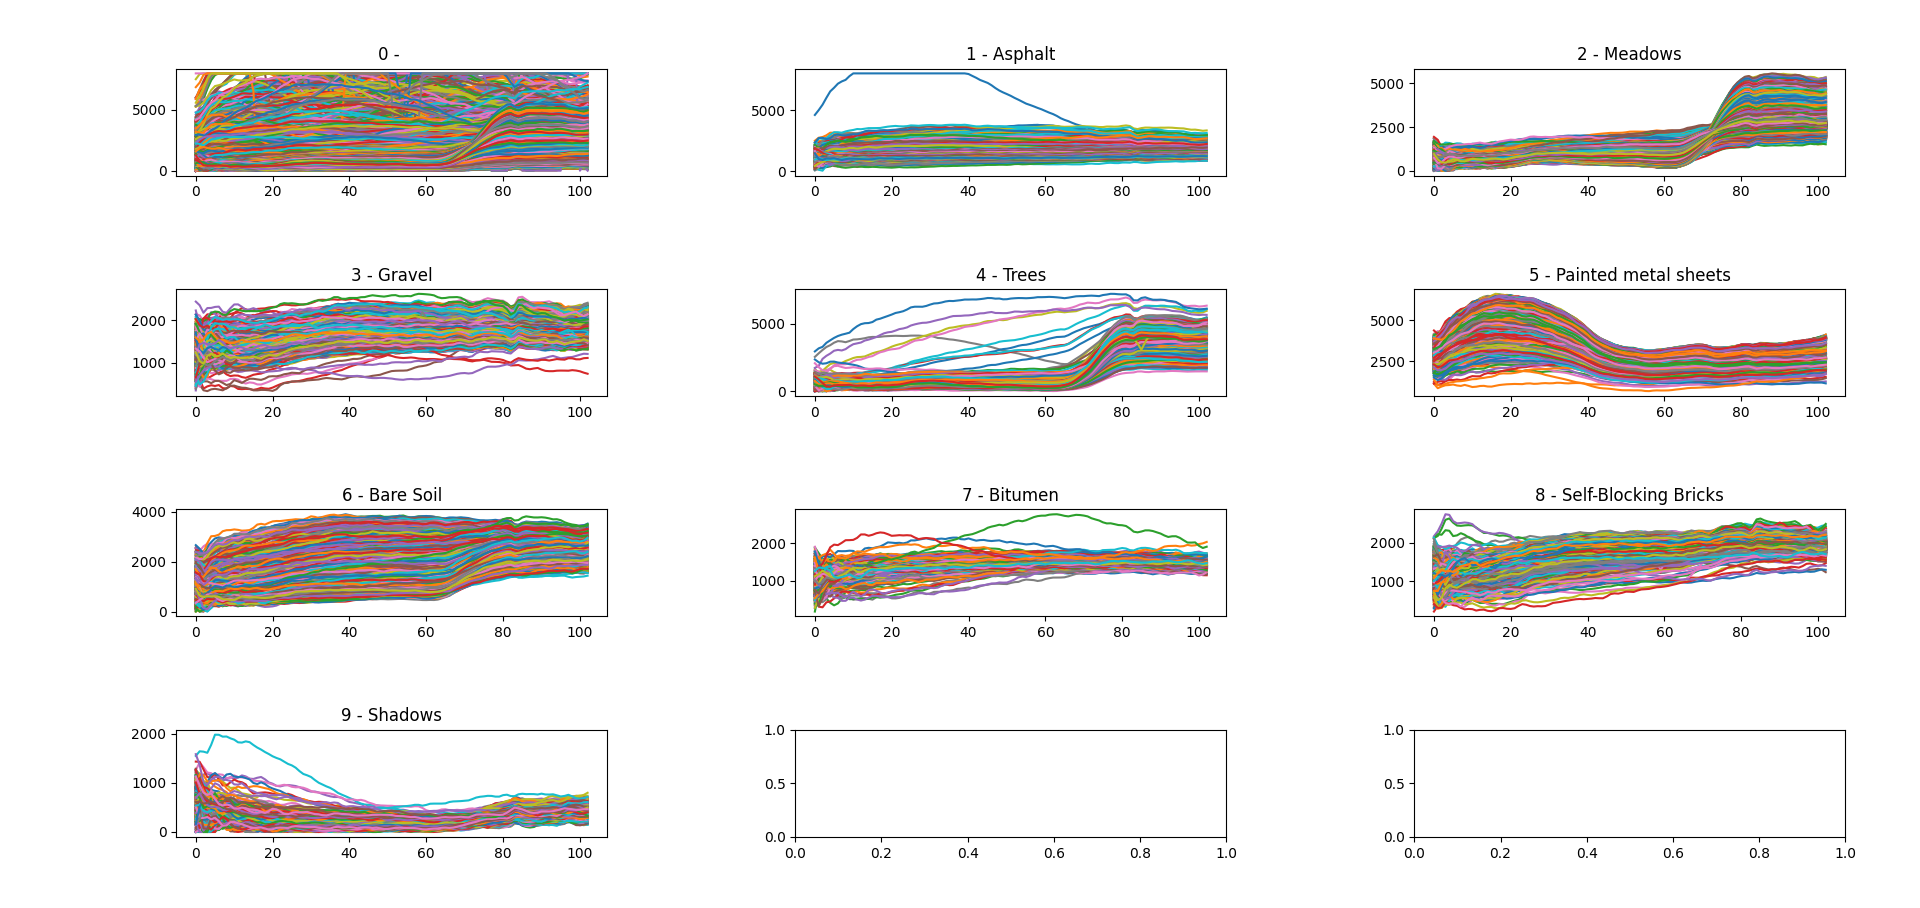 0 -
5000
0
0 20 40 60 80 100
1 - Asphalt
5000
0
0 20 40 60 80 100
2 - Meadows
5000
2500
0
0 20 40 60 80 100
3 - Gravel
2000
1000
0 20 40 60 80 100
4 - Trees
5000
0
0 20 40 60 80 100
5 - Painted metal sheets
5000
2500
0 20 40 60 80 100
6 - Bare Soil
4000
2000
0
0 20 40 60 80 100
7 - Bitumen
2000
1000
0 20 40 60 80 100
8 - Self-Blocking Bricks
2000
1000
0 20 40 60 80 100
9 - Shadows
2000
1000
0
0 20 40 60 80 100
1.0
0.5
0.0
0.0 0.2 0.4 0.6 0.8 1.0
1.0
0.5
0.0
0.0 0.2 0.4 0.6 0.8 1.0